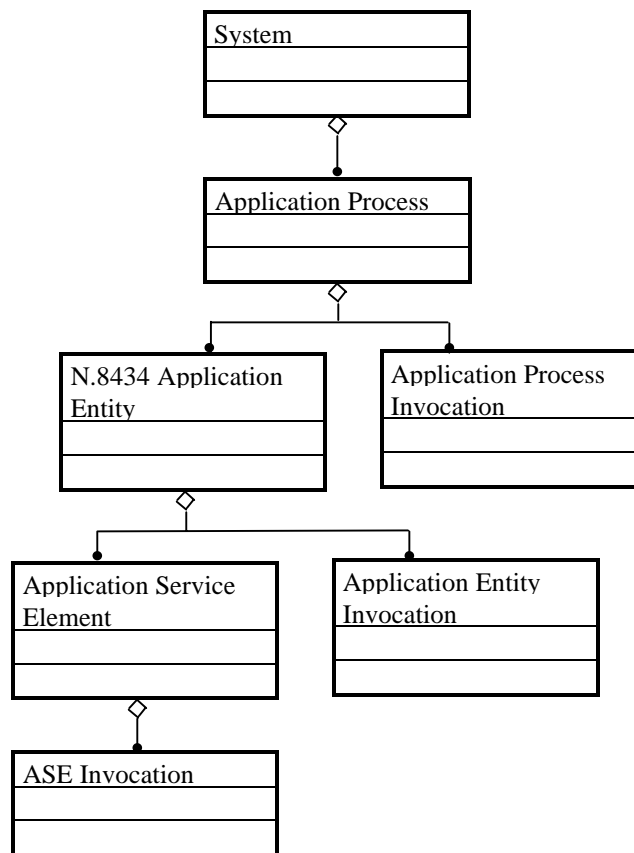 System
Application Process
N.8434 Application
Entity
Application Process
Invocation
Application Service
Element
Application Entity
Invocation
ASE Invocation